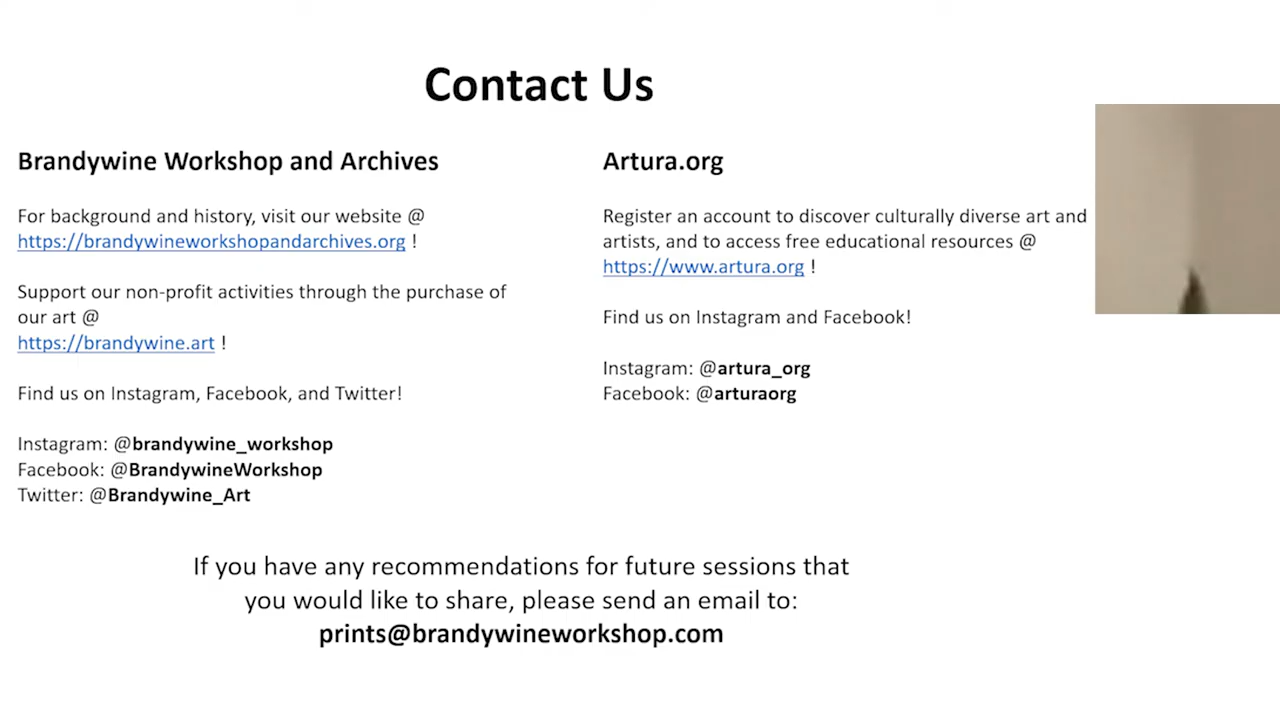 Contact Us
Brandywine Workshop and Archives
For background and history, visit our website @
https://brandywineworkshopandarchives.org !
Support our non-profit activities through the purchase of
our art @
https://brandywine.art !
Find us on Instagram, Facebook, and Twitter!
Instagram: @brandywine_workshop
Facebook: @BrandywineWorkshop
Twitter: @Brandywine_Art
Artura.org
Register an account to discover culturally diverse art and
artists, and to access free educational resources @
https://www.artura.org !
Find us on Instagram and Facebook!
Instagram: @artura_org
Facebook: @arturaorg
If you have any recommendations for future sessions that
you would like to share, please send an email to:
prints@brandywineworkshop.com